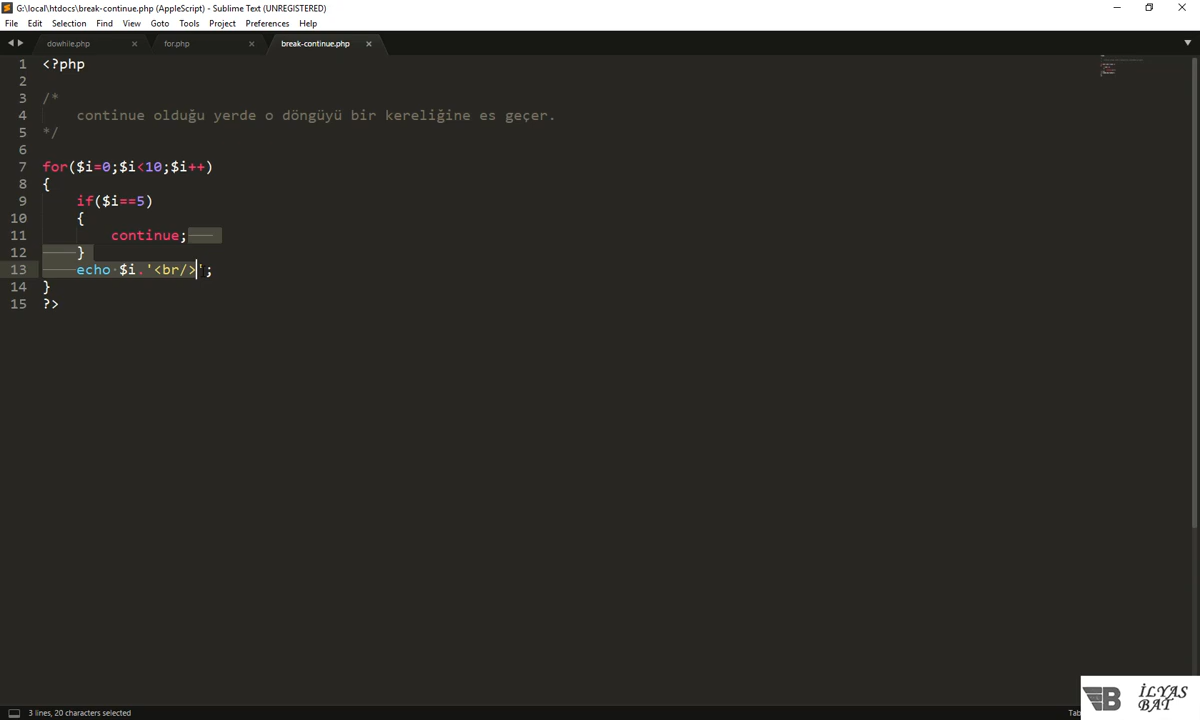 G:\local\htdocs\break-continue.php (AppleScript) - Sublime Text (UNREGISTERED)
File Edit Selection Find View Goto Tools Project Preferences Help
dowhile.php for.php break-continue.php
1 <?php
2
3 /*
4 continue olduğu yerde o döngüyü bir kereliğine es geçer.
5 */
6
7 for($i=0;$i<10;$i++)
8 {
9 if($i==5)
10 {
11 continue;
12 }
13 echo $i.'<br/>';
14 }
15 ?>
3 lines, 20 characters selected
İLYAS
BAT